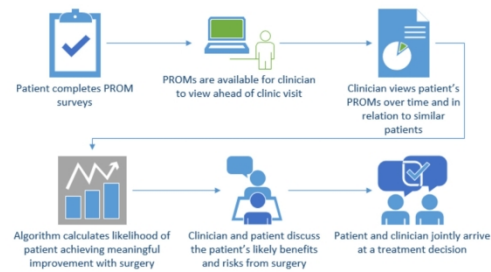 Patient completes PROM
surveys
PROMs are available for clinician
to view ahead of clinic visit
Clinician views patient's
PROMs over time and in
relation to similar
patients
Algorithm calculates likelihood of
patient achieving meaningful
improvement with surgery
Clinician and patient discuss
the patient's likely benefits
and risks from surgery
Patient and clinician jointly arrive
at a treatment decision